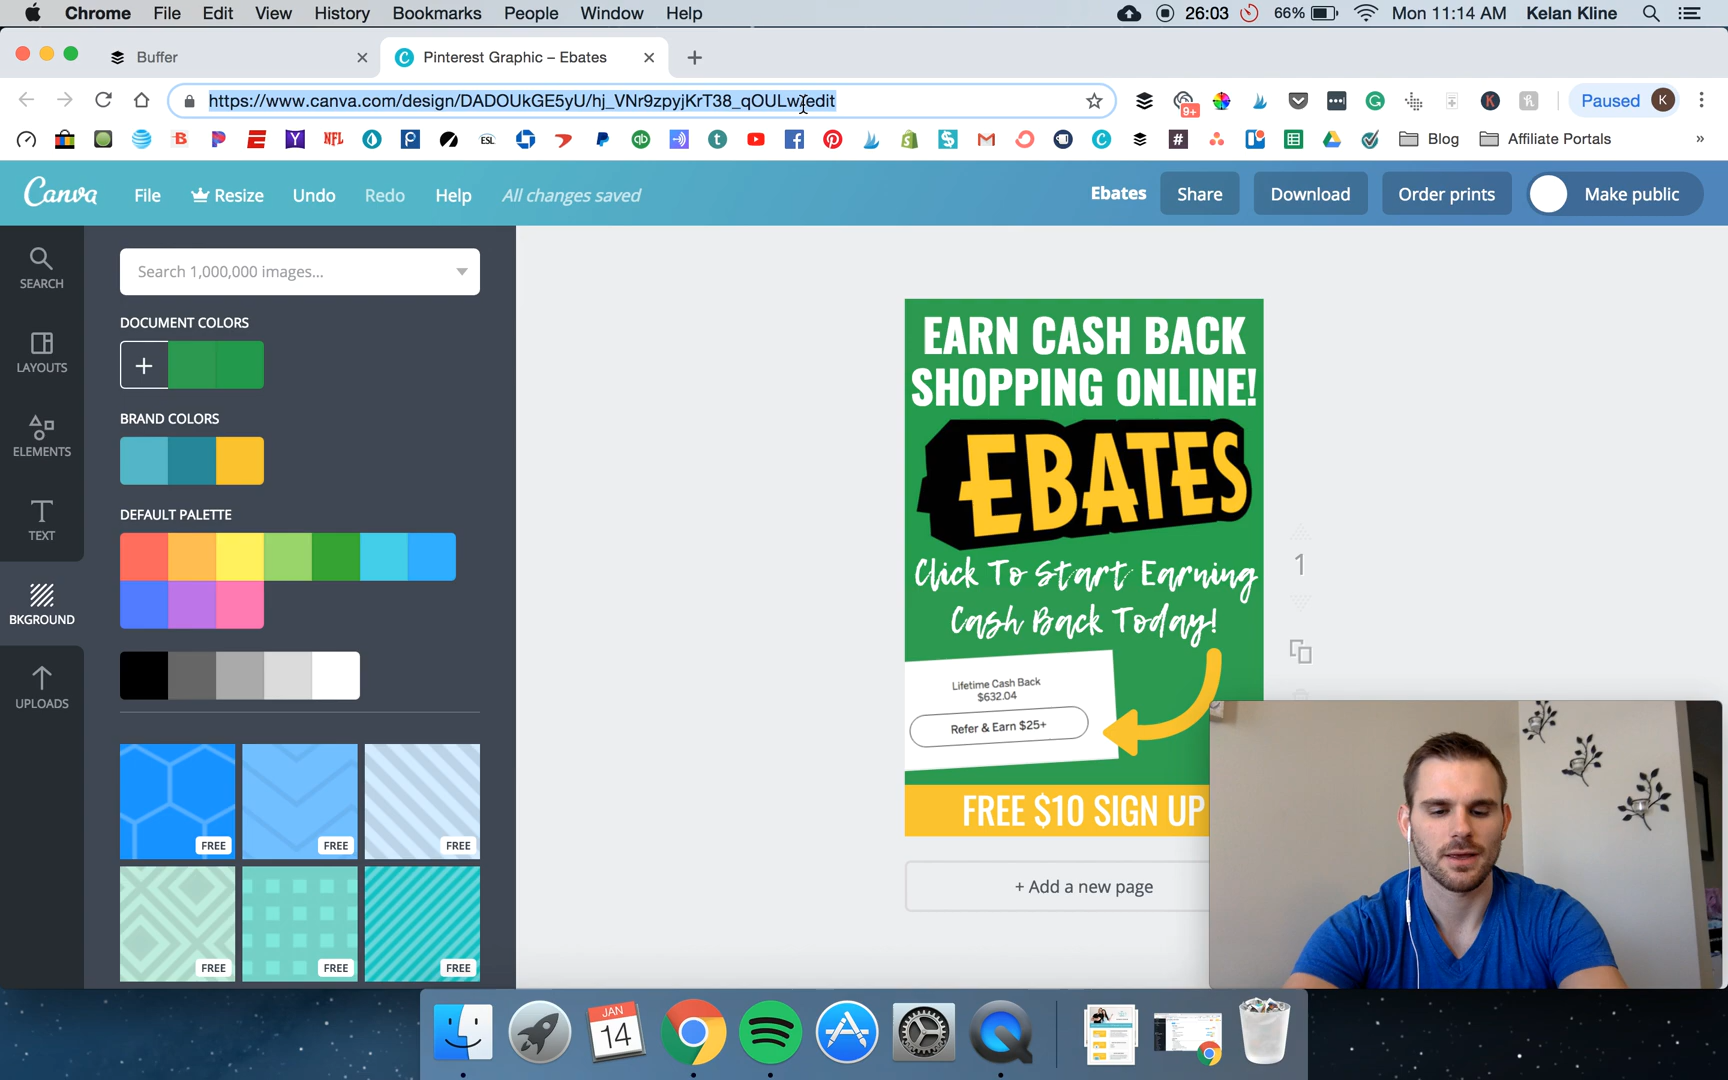 Chrome File Edit View History Bookmarks People Window Help 26:03 66% Mon 11:14 AM Kelan Kline
Buffer Pinterest Graphic – Ebates
https://www.canva.com/design/DADOUkGE5yU/hj_VNr9zpyjKrT38_qOULw/edit 9+ Paused K
NFL ESL Blog Affiliate Portals »
Canva File Resize Undo Redo Help All changes saved Ebates Share Download Order prints Make public
SEARCH
LAYOUTS
ELEMENTS
TEXT
BKGROUND
UPLOADS
Search 1,000,000 images...
DOCUMENT COLORS
BRAND COLORS
DEFAULT PALETTE
FREE FREE FREE
FREE FREE FREE
EARN CASH BACK
SHOPPING ONLINE!
EBATES
Click To Start Earning
Cash Back Today!
Lifetime Cash Back
$632.04
Refer & Earn $25+
FREE $10 SIGN UP
1
+ Add a new page
JAN
14